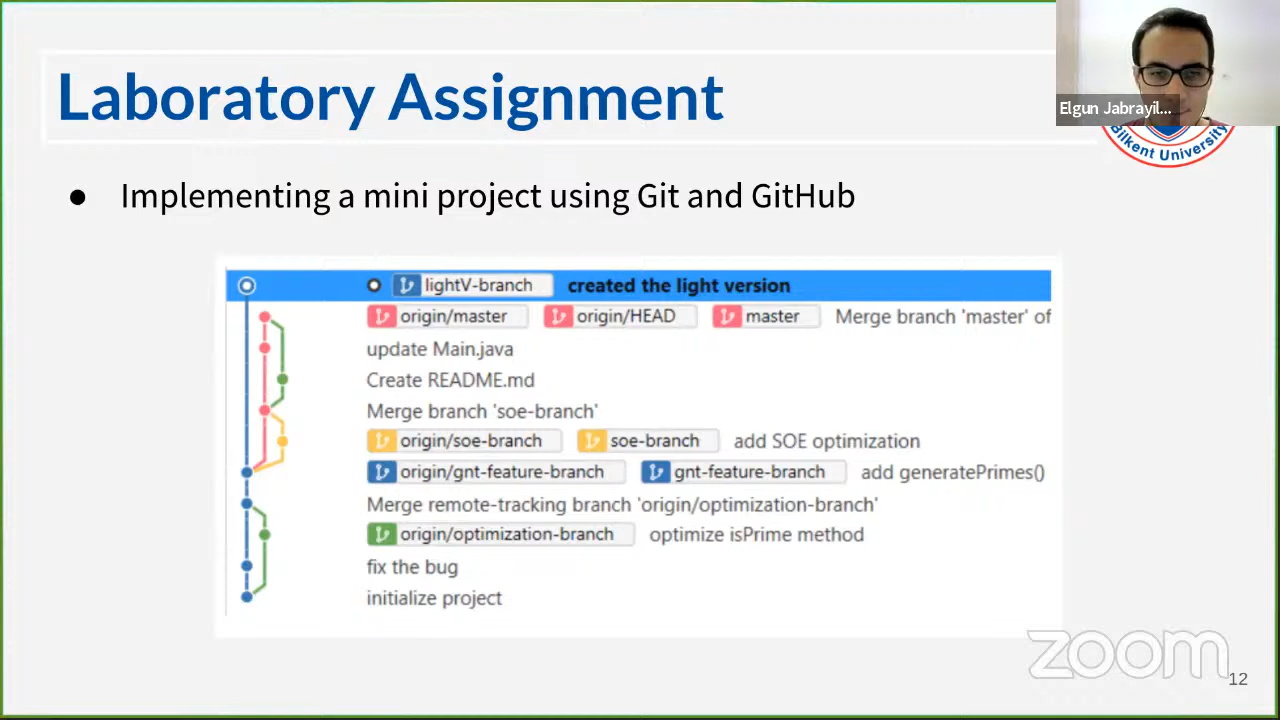 Laboratory Assignment
Elgun Jabrayil...
Bilkent University
● Implementing a mini project using Git and GitHub
lightV-branch created the light version
origin/master origin/HEAD master Merge branch 'master' of
update Main.java
Create README.md
Merge branch 'soe-branch'
origin/soe-branch soe-branch add SOE optimization
origin/gnt-feature-branch gnt-feature-branch add generatePrimes()
Merge remote-tracking branch 'origin/optimization-branch'
origin/optimization-branch optimize isPrime method
fix the bug
initialize project
zoom
12